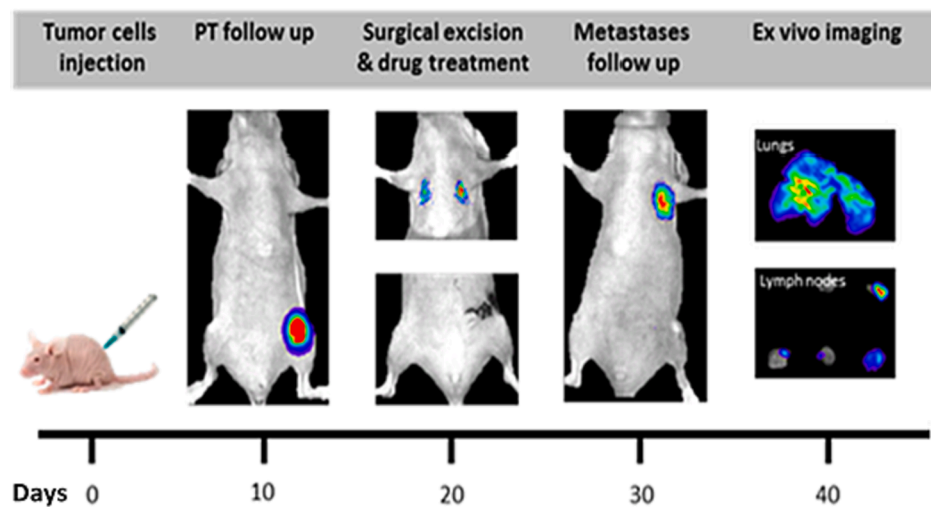 Tumor cells
injection
PT follow up
Surgical excision
& drug treatment
Metastases
follow up
Ex vivo imaging
Lungs
Lymph nodes
Days 0 10 20 30 40